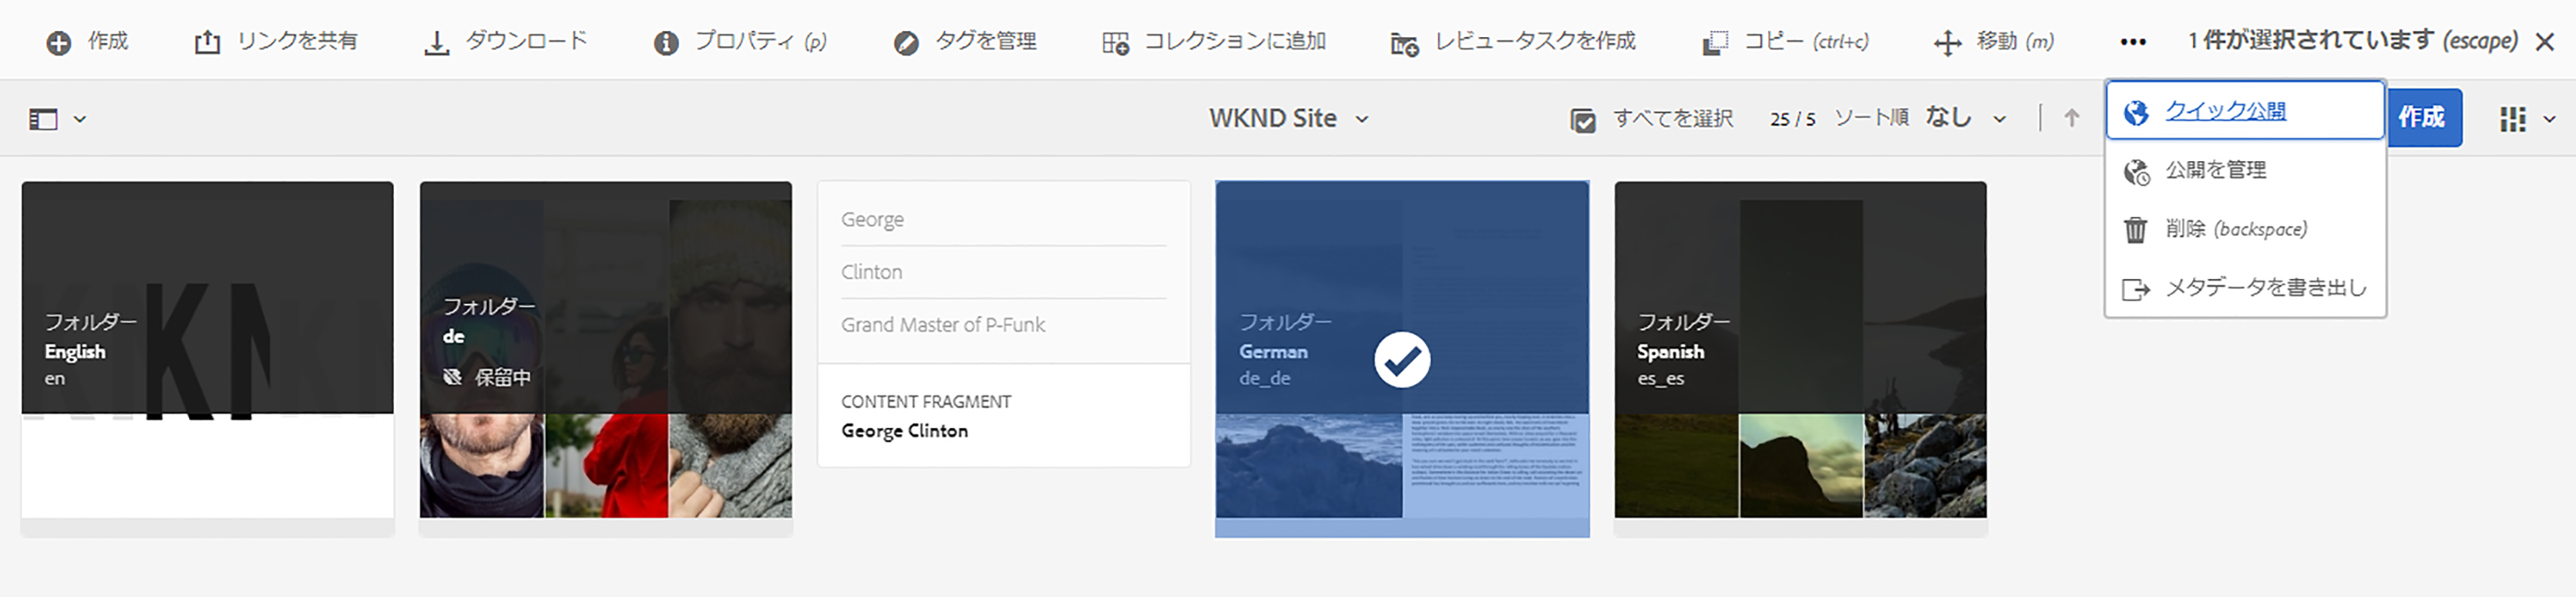 作成
リンクを共有
ダウンロード
プロパティ (p)
タグを管理
コレクションに追加
レビュータスクを作成
コピー (ctrl+c)
移動 (m)
1 件が選択されています (escape)
WKND Site
すべてを選択
25 / 5
ソート順 なし
作成
クイック公開
公開を管理
削除 (backspace)
メタデータを書き出し
フォルダー
English
en
フォルダー
de
保留中
George
Clinton
Grand Master of P-Funk
CONTENT FRAGMENT
George Clinton
フォルダー
German
de_de
フォルダー
Spanish
es_es